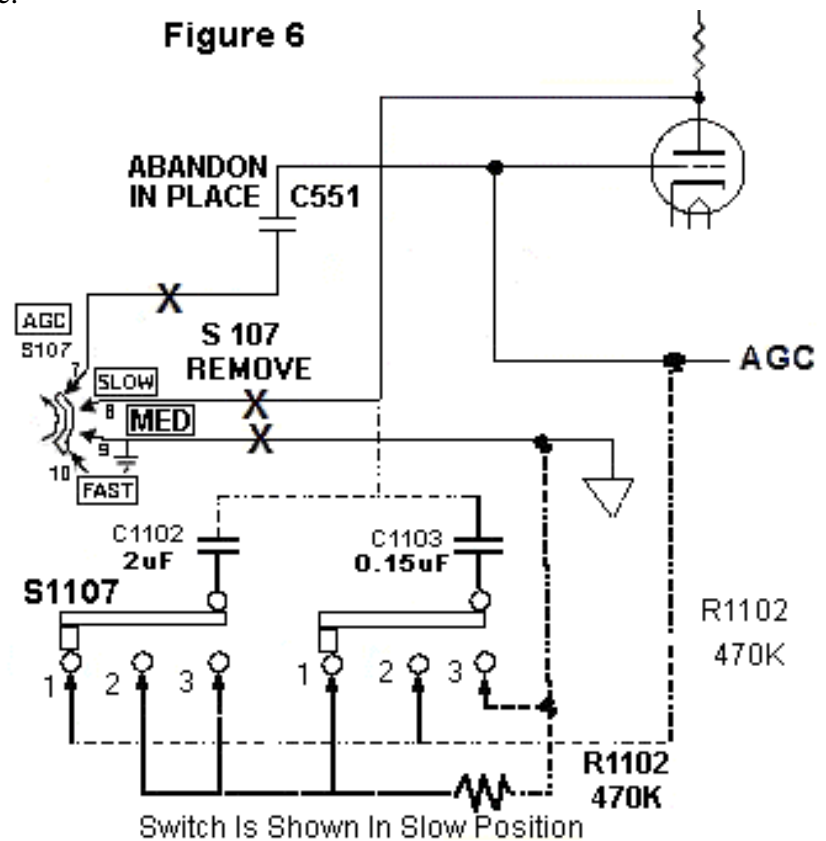 Figure 6
ABANDON
IN PLACE
C551
AGC
S107
7
S 107
REMOVE
AGC
SLOW
8
MED
9
10
FAST
C1102
2uF
C1103
0.15uF
S1107
R1102
470K
1 2 3
1 2 3
R1102
470K
Switch Is Shown In Slow Position